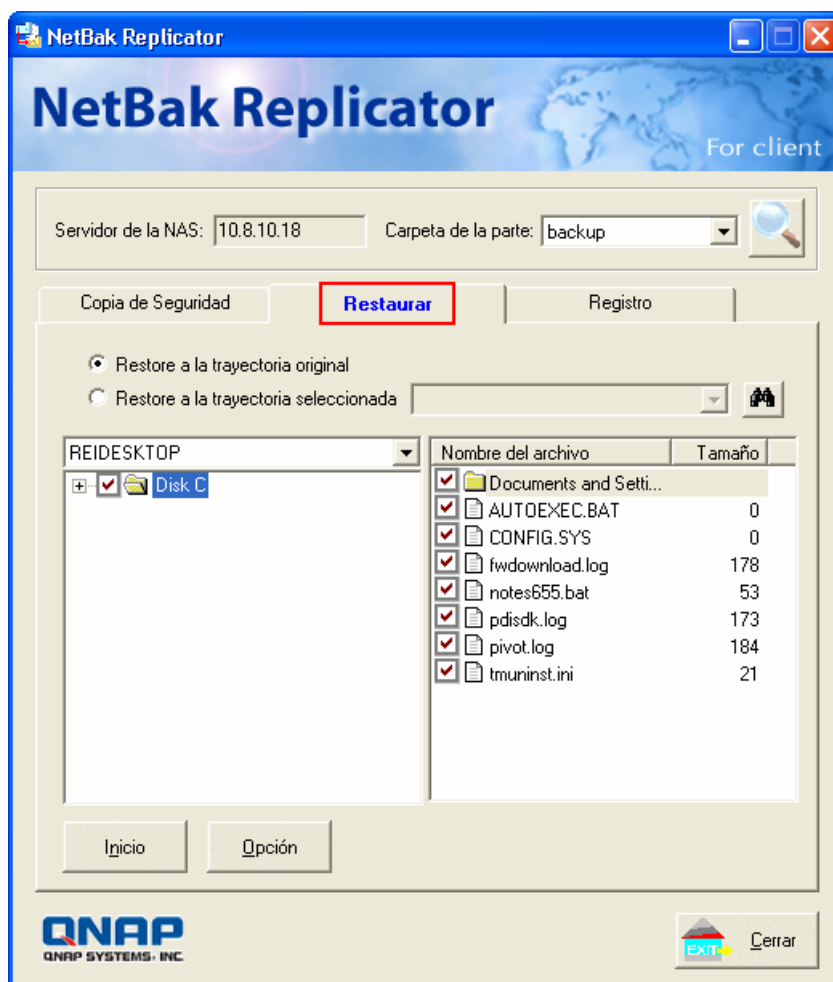 NetBak Replicator
NetBak Replicator
For client
Servidor de la NAS: 10.8.10.18 Carpeta de la parte: backup
Copia de Seguridad Restaurar Registro
Restore a la trayectoria original
Restore a la trayectoria seleccionada
REIDESKTOP
Disk C
Nombre del archivo Tamaño
Documents and Setti...
AUTOEXEC.BAT 0
CONFIG.SYS 0
fwdownload.log 178
notes655.bat 53
pdisdk.log 173
pivot.log 184
tmuninst.ini 21
Inicio Opción
QNAP
QNAP SYSTEMS, INC.
EXIT Cerrar